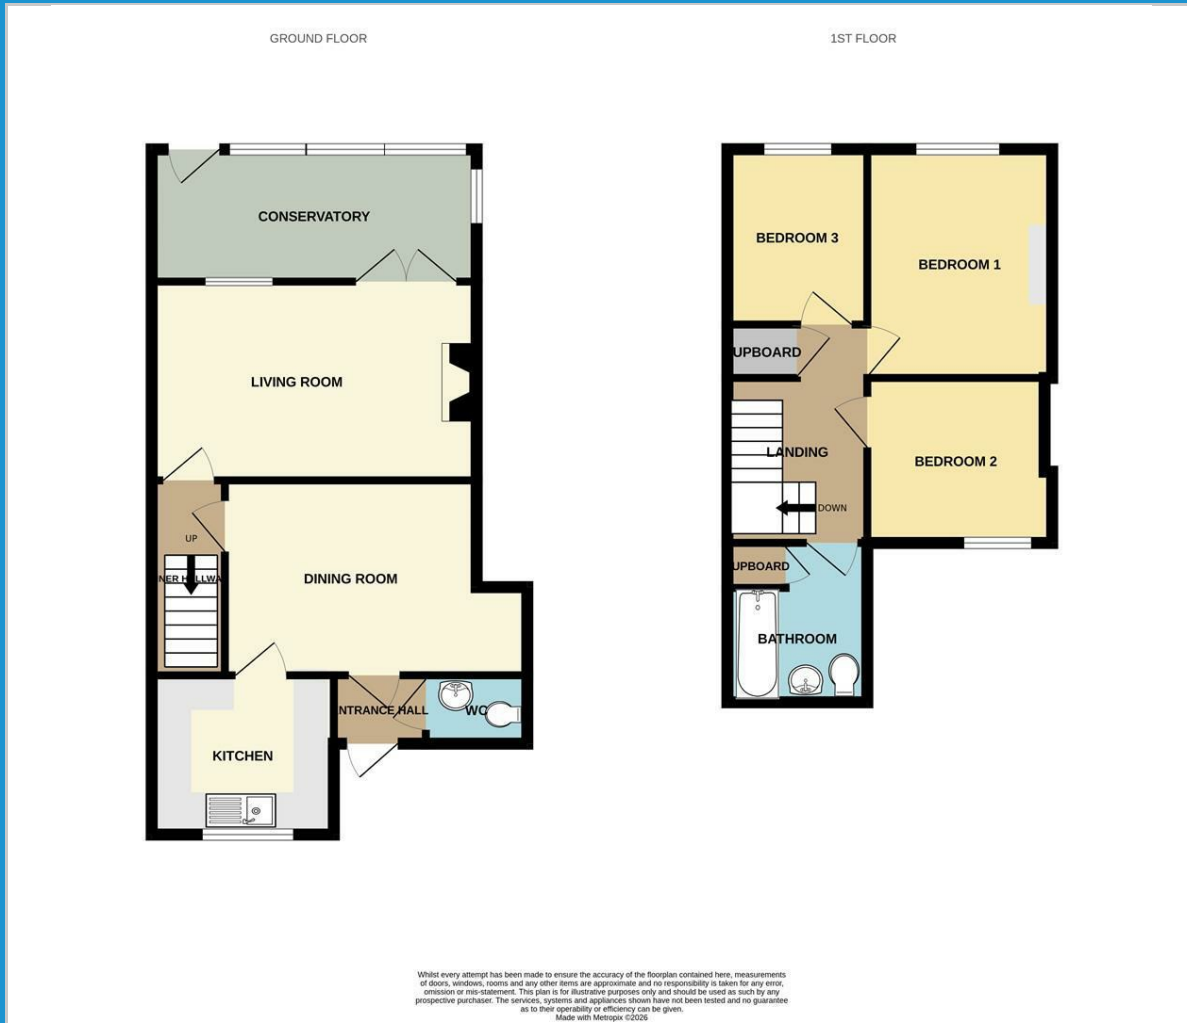 GROUND FLOOR
1ST FLOOR
CONSERVATORY
LIVING ROOM
UP
NER HALLWA
DINING ROOM
NTRANCE HALL
WC
KITCHEN
BEDROOM 3
BEDROOM 1
UPBOARD
LANDING
BEDROOM 2
DOWN
UPBOARD
BATHROOM
Whilst every attempt has been made to ensure the accuracy of the floorplan contained here, measurements
of doors, windows, rooms and any other items are approximate and no responsibility is taken for any error,
omission or mis-statement. This plan is for illustrative purposes only and should be used as such by any
prospective purchaser. The services, systems and appliances shown have not been tested and no guarantee
as to their operability or efficiency can be given.
Made with Metropix ©2026